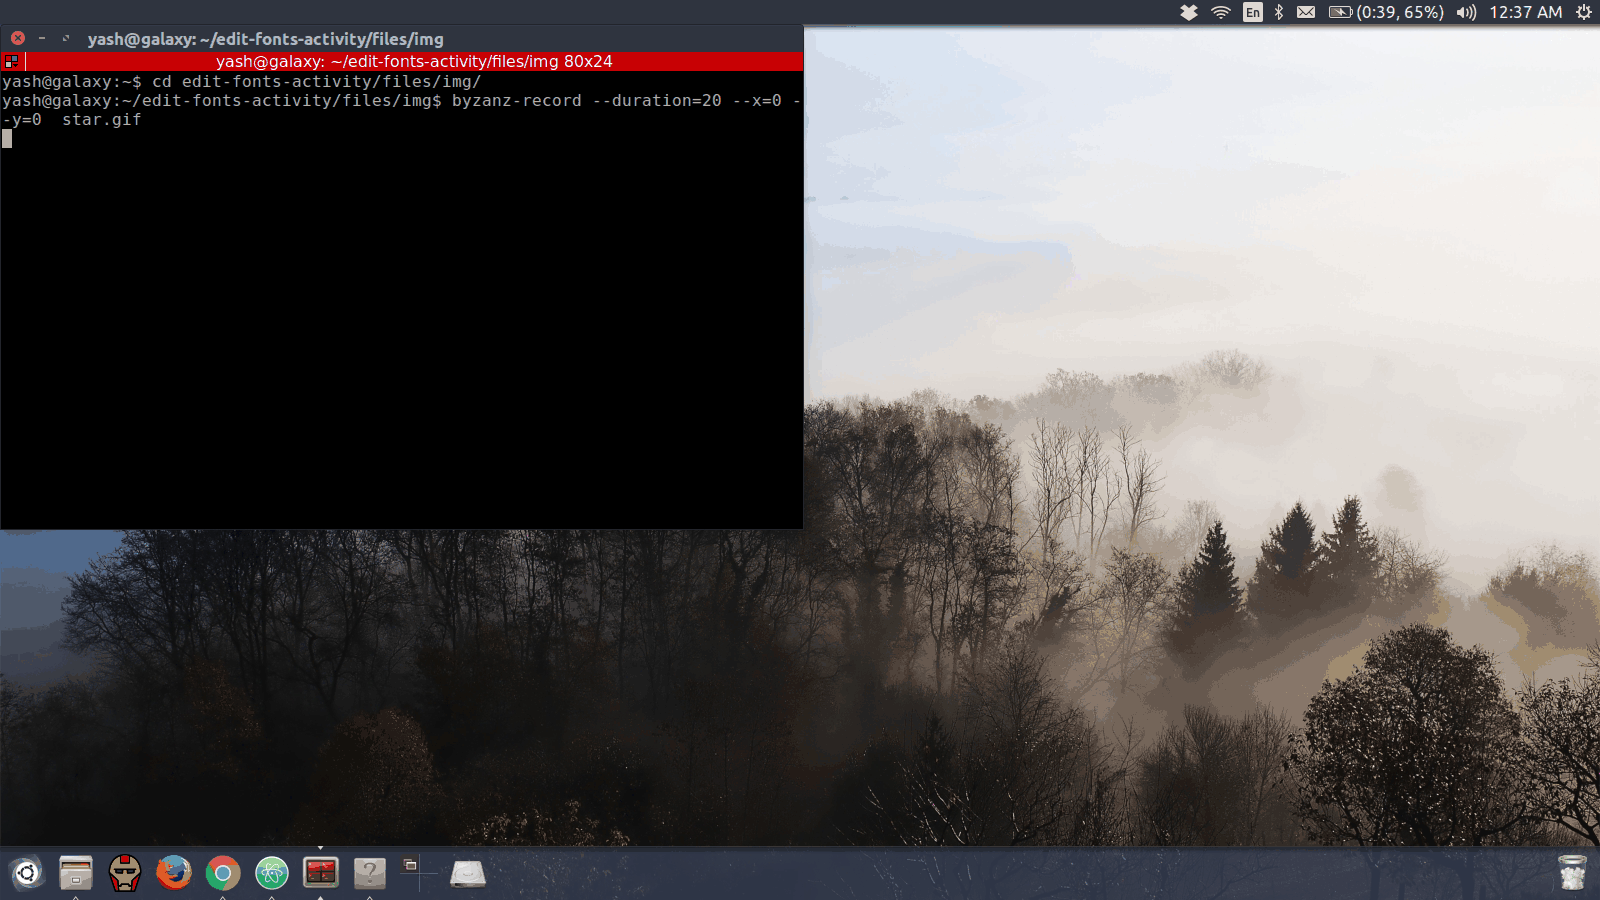 En (0:39, 65%) 12:37 AM
yash@galaxy: ~/edit-fonts-activity/files/img
yash@galaxy: ~/edit-fonts-activity/files/img 80x24
yash@galaxy:~$ cd edit-fonts-activity/files/img/
yash@galaxy:~/edit-fonts-activity/files/img$ byzanz-record --duration=20 --x=0 -
-y=0  star.gif
?